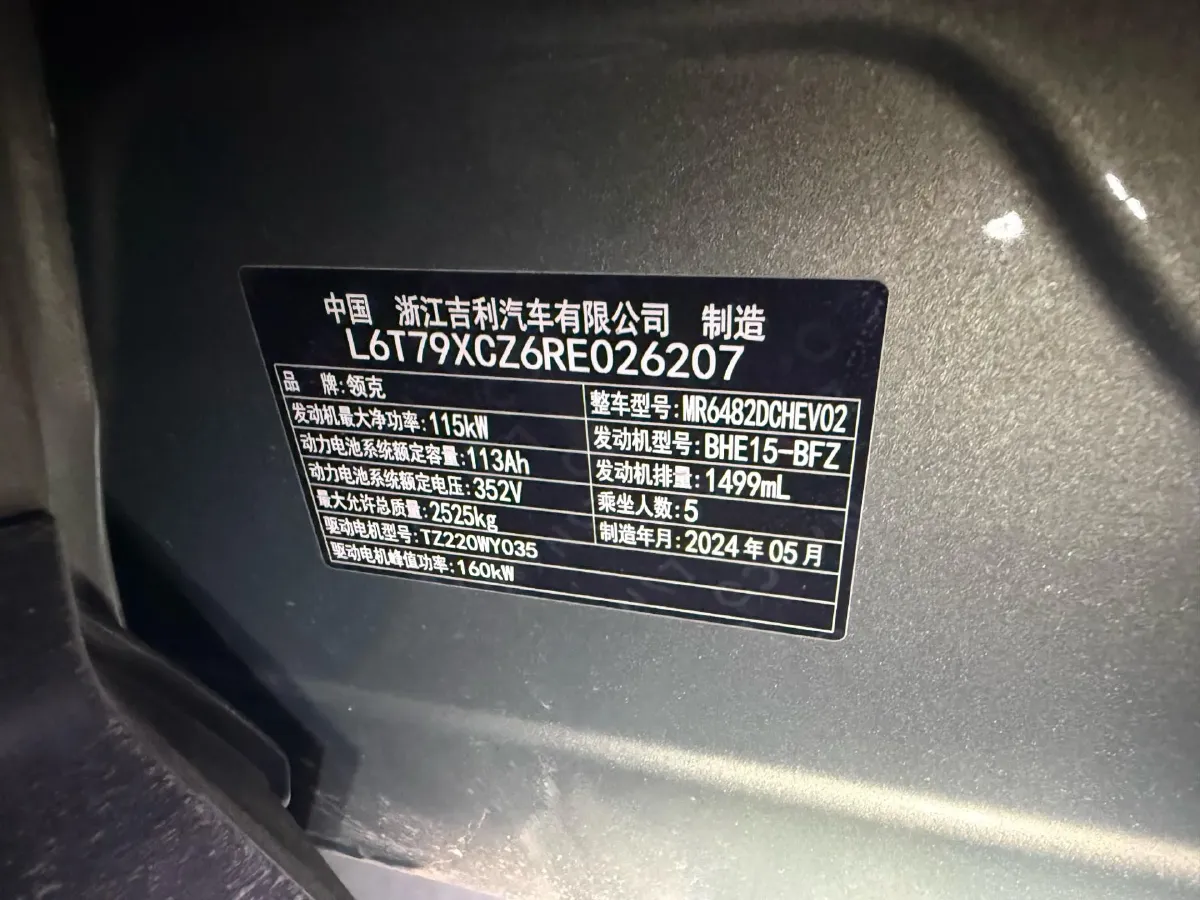 中国 浙江吉利汽车有限公司 制造
L6T79XCZ6RE026207
品 牌:领克
整车型号:MR6482DCHEV02
发动机最大净功率:115kW
发动机型号:BHE15-BFZ
动力电池系统额定容量:113Ah
发动机排量:1499mL
动力电池系统额定电压:352V
乘坐人数:5
最大允许总质量:2525kg
制造年月:2024年05月
驱动电机型号:TZ220WY035
驱动电机峰值功率:160kW